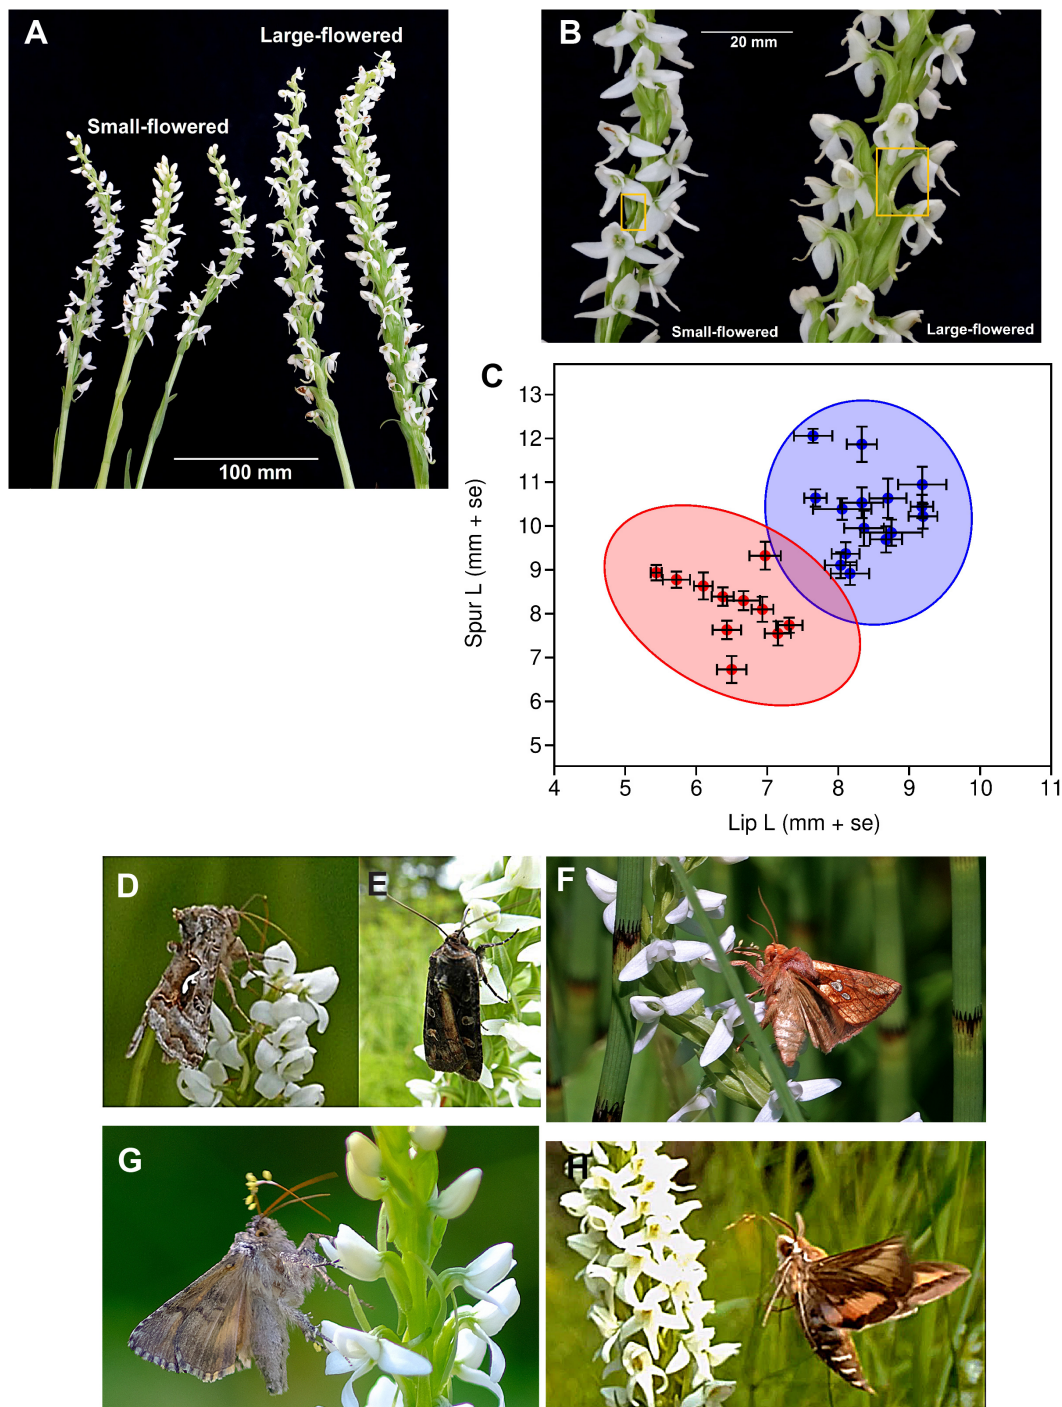 A
Large-flowered
Small-flowered
100 mm
B
20 mm
Small-flowered
Large-flowered
C
13
12
11
10
9
8
7
6
5
Spur L (mm + se)
4 5 6 7 8 9 10 11
Lip L (mm + se)
D
E
F
G
H